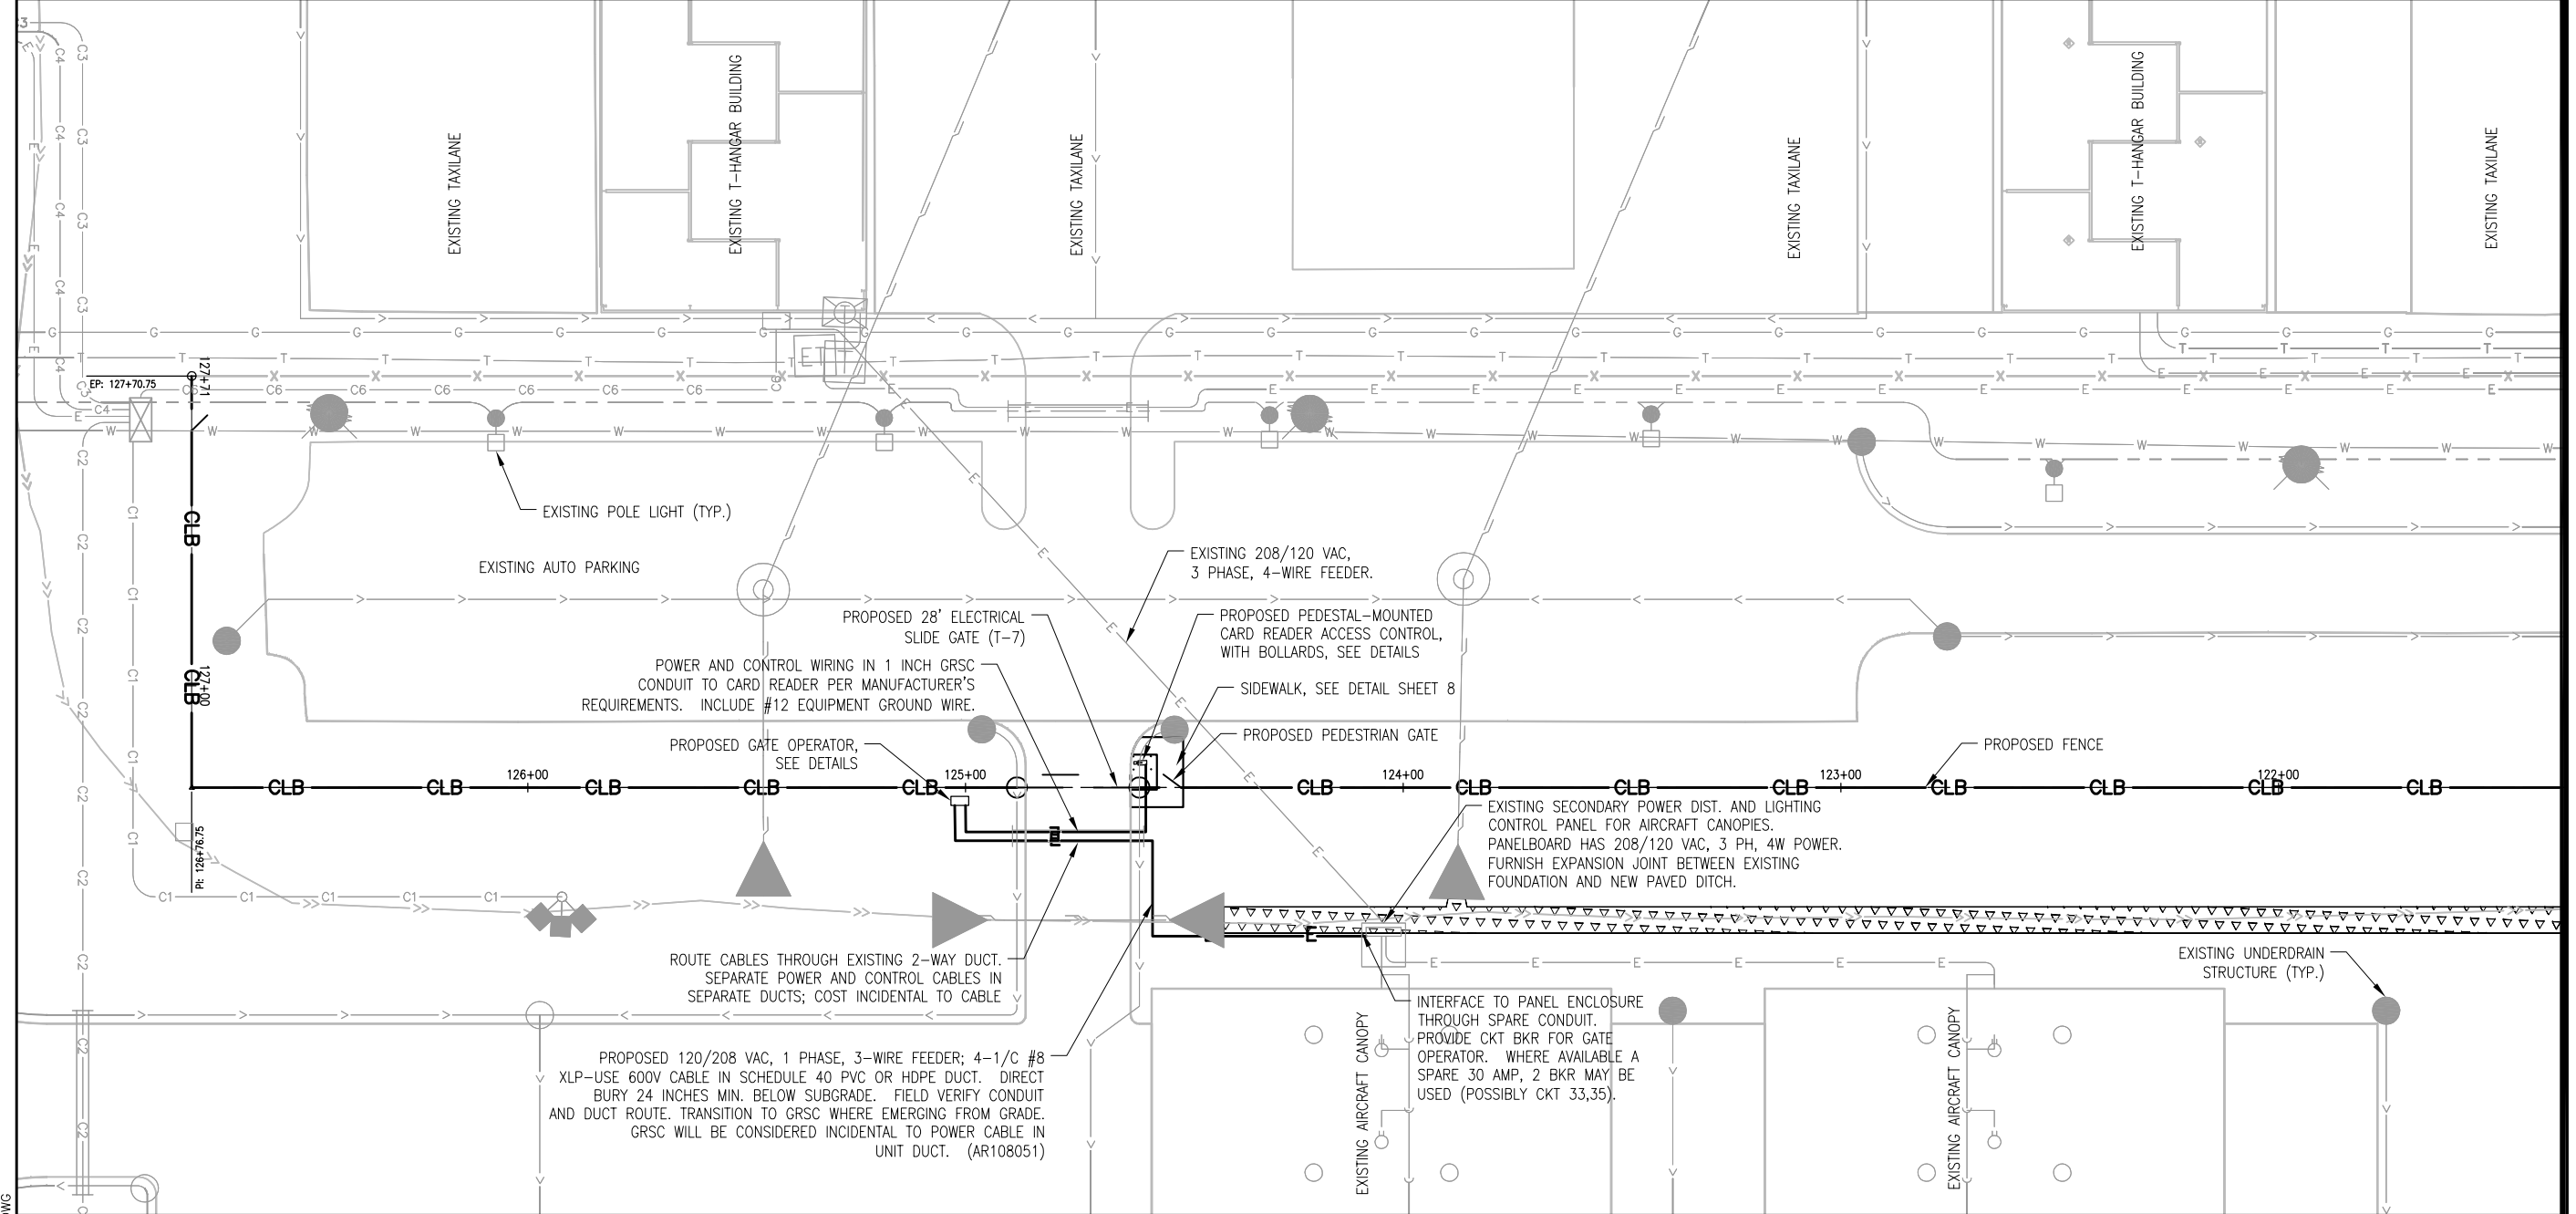 EXISTING TAXILANE
EXISTING T-HANGAR BUILDING
EXISTING TAXILANE
EXISTING TAXILANE
EXISTING T-HANGAR BUILDING
EXISTING TAXILANE
EP: 127+70.75
127+71
EXISTING POLE LIGHT (TYP.)
EXISTING AUTO PARKING
EXISTING 208/120 VAC,
3 PHASE, 4-WIRE FEEDER.
PROPOSED 28' ELECTRICAL
SLIDE GATE (T-7)
PROPOSED PEDESTAL-MOUNTED
CARD READER ACCESS CONTROL,
WITH BOLLARDS, SEE DETAILS
POWER AND CONTROL WIRING IN 1 INCH GRSC
CONDUIT TO CARD READER PER MANUFACTURER'S
REQUIREMENTS. INCLUDE #12 EQUIPMENT GROUND WIRE.
SIDEWALK, SEE DETAIL SHEET 8
PROPOSED PEDESTRIAN GATE
PROPOSED GATE OPERATOR,
SEE DETAILS
PROPOSED FENCE
CLB
CLB
127+00
CLB CLB CLB CLB CLB CLB CLB CLB CLB CLB CLB CLB CLB
126+00
125+00
124+00
123+00
122+00
PI: 126+76.75
EXISTING SECONDARY POWER DIST. AND LIGHTING
CONTROL PANEL FOR AIRCRAFT CANOPIES.
PANELBOARD HAS 208/120 VAC, 3 PH, 4W POWER.
FURNISH EXPANSION JOINT BETWEEN EXISTING
FOUNDATION AND NEW PAVED DITCH.
ROUTE CABLES THROUGH EXISTING 2-WAY DUCT.
SEPARATE POWER AND CONTROL CABLES IN
SEPARATE DUCTS; COST INCIDENTAL TO CABLE
EXISTING UNDERDRAIN
STRUCTURE (TYP.)
INTERFACE TO PANEL ENCLOSURE
THROUGH SPARE CONDUIT.
PROVIDE CKT BKR FOR GATE
OPERATOR. WHERE AVAILABLE A
SPARE 30 AMP, 2 BKR MAY BE
USED (POSSIBLY CKT 33,35).
PROPOSED 120/208 VAC, 1 PHASE, 3-WIRE FEEDER; 4-1/C #8
XLP-USE 600V CABLE IN SCHEDULE 40 PVC OR HDPE DUCT. DIRECT
BURY 24 INCHES MIN. BELOW SUBGRADE. FIELD VERIFY CONDUIT
AND DUCT ROUTE. TRANSITION TO GRSC WHERE EMERGING FROM GRADE.
GRSC WILL BE CONSIDERED INCIDENTAL TO POWER CABLE IN
UNIT DUCT. (AR108051)
EXISTING AIRCRAFT CANOPY
EXISTING AIRCRAFT CANOPY